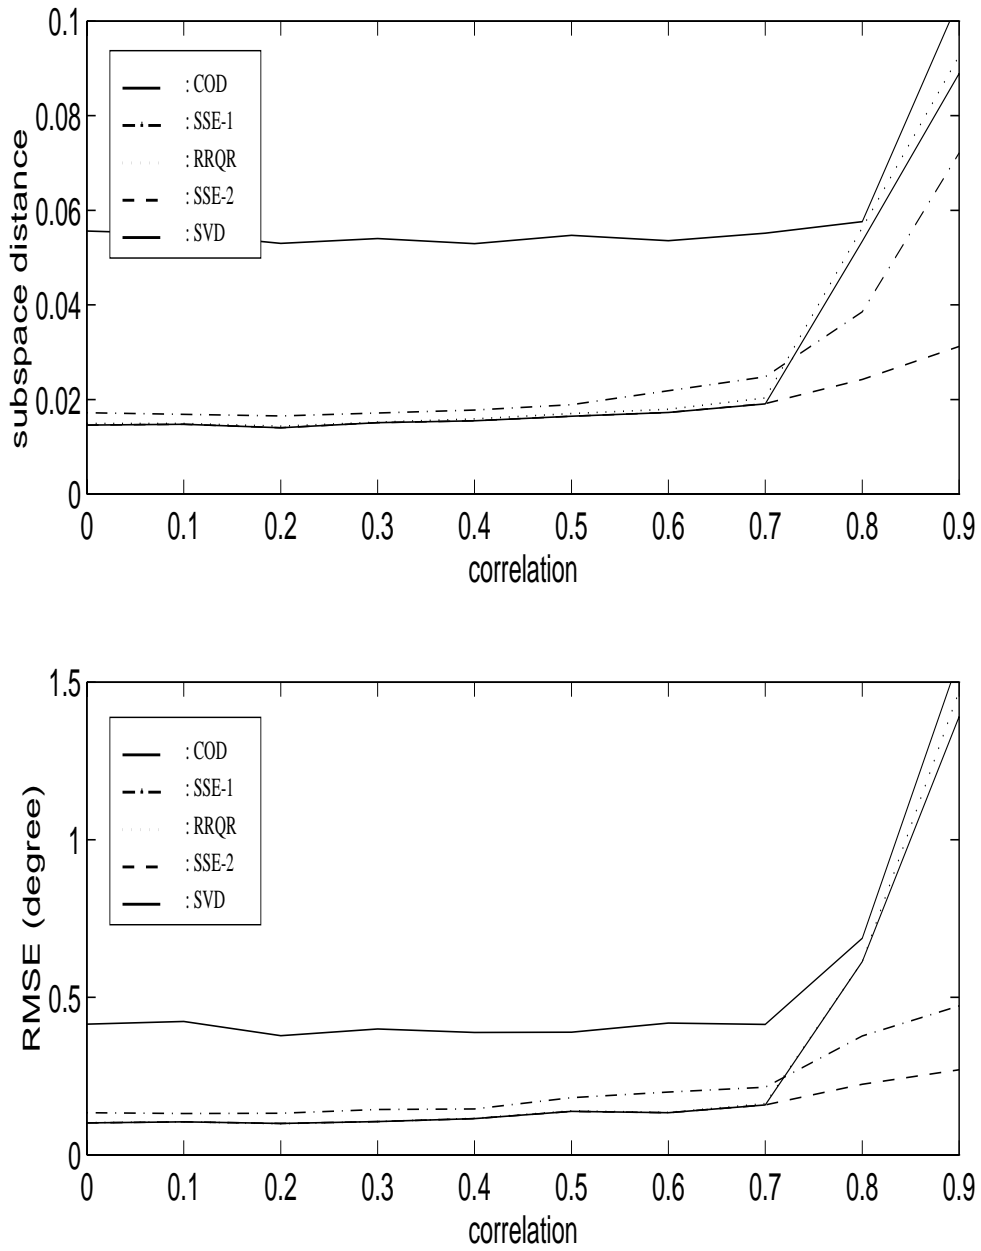 0.1
0.08
0.06
0.04
0.02
0
subspace distance
: COD
: SSE-1
: RRQR
: SSE-2
: SVD
0 0.1 0.2 0.3 0.4 0.5 0.6 0.7 0.8 0.9
correlation
1.5
1
0.5
0
RMSE (degree)
: COD
: SSE-1
: RRQR
: SSE-2
: SVD
0 0.1 0.2 0.3 0.4 0.5 0.6 0.7 0.8 0.9
correlation